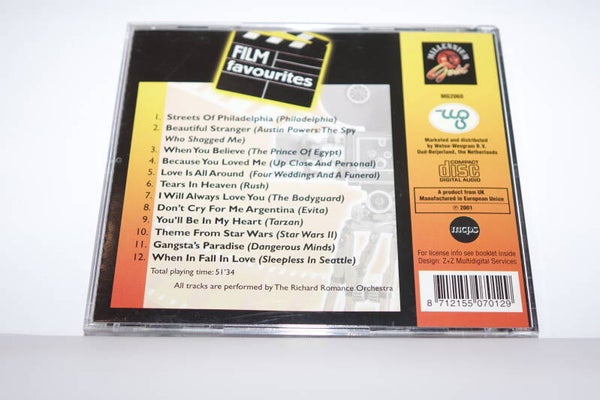 FILM
favourites
1. Streets Of Philadelphia (Philadelphia)
2. Beautiful Stranger (Austin Powers: The Spy
Who Shagged Me)
3. When You Believe (The Prince Of Egypt)
4. Because You Loved Me (Up Close And Personal)
5. Love Is All Around (Four Weddings And A Funeral)
6. Tears In Heaven (Rush)
7. I Will Always Love You (The Bodyguard)
8. Don't Cry For Me Argentina (Evita)
9. You'll Be In My Heart (Tarzan)
10. Theme From Star Wars (Star Wars II)
11. Gangsta's Paradise (Dangerous Minds)
12. When In Fall In Love (Sleepless In Seattle)
Total playing time: 51'34
All tracks are performed by The Richard Romance Orchestra
MILLENNIUM
Gold
MG2060
Marketed and distributed
by Weton-Wesgram B.V.
Oud-Beijerland, the Netherlands
COMPACT
disc
DIGITAL AUDIO
A product from UK
Manufactured in European Union
℗ 2001
mcps
For license info see booklet inside
Design: Z+Z Multidigital Services
8 712155 070129